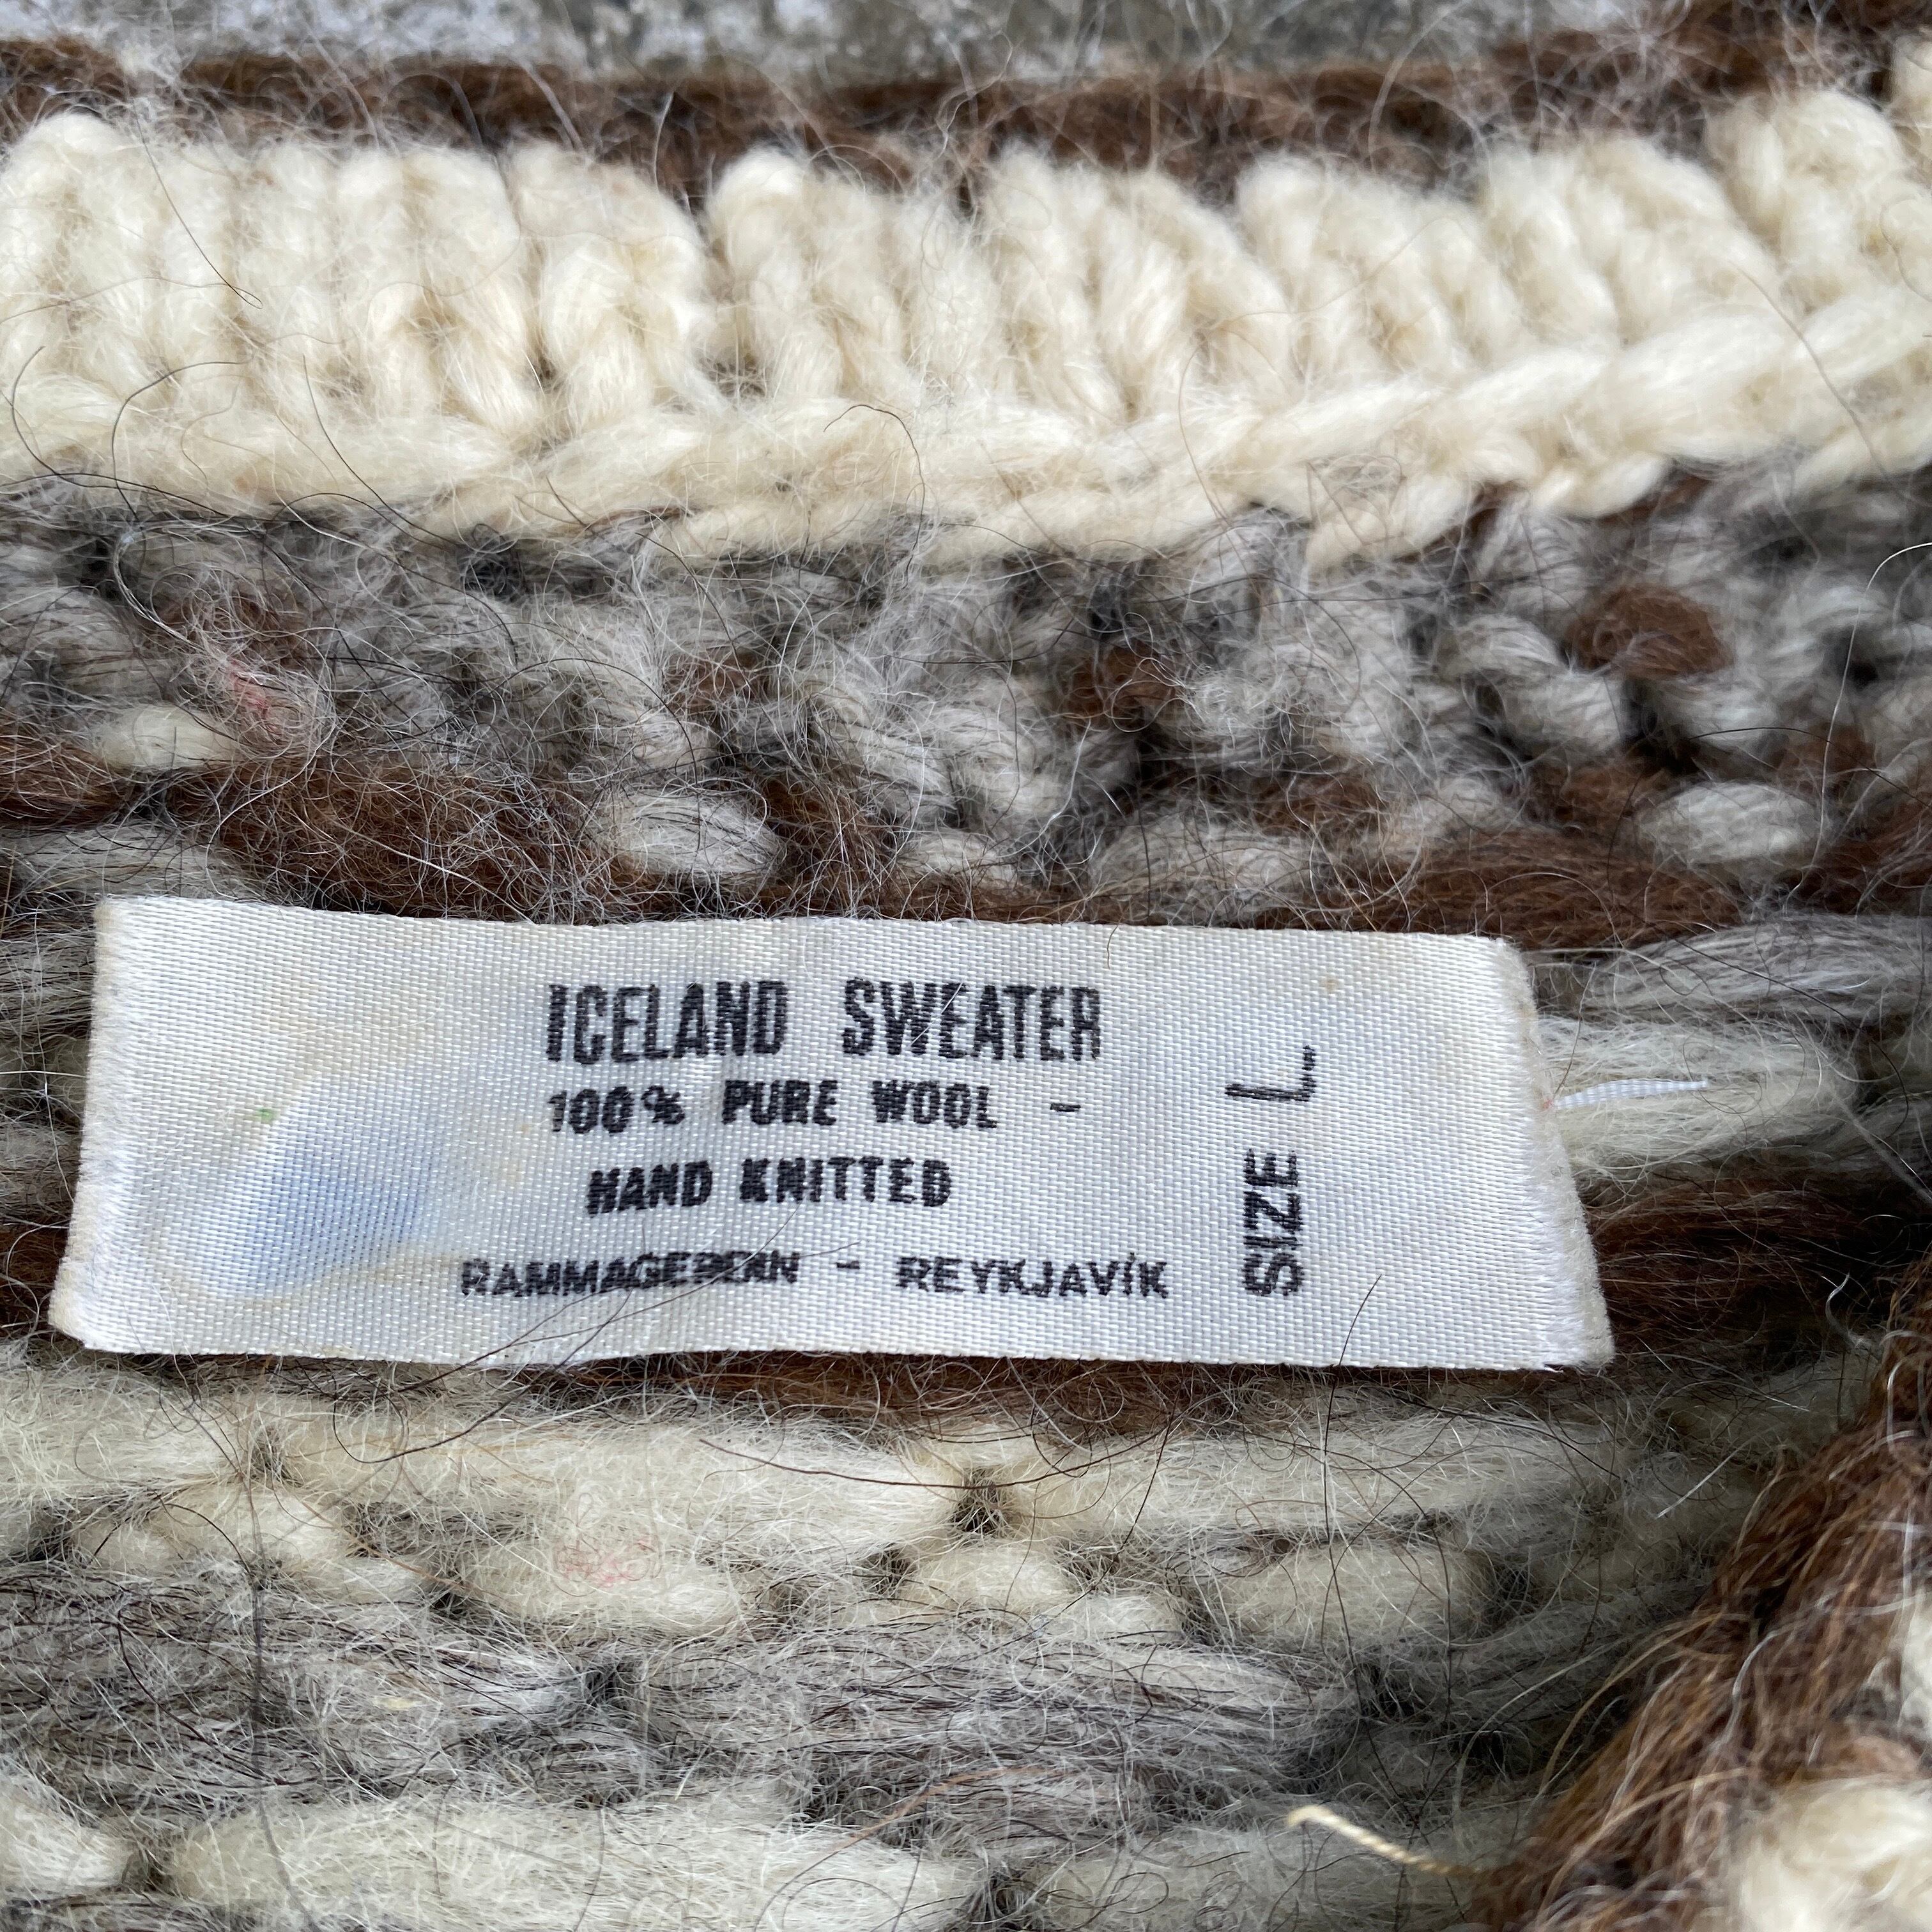 ICELAND SWEATER
100% PURE WOOL -
HAND KNITTED
RAMMAGERÐIN - REYKJAVÍK
SIZE L